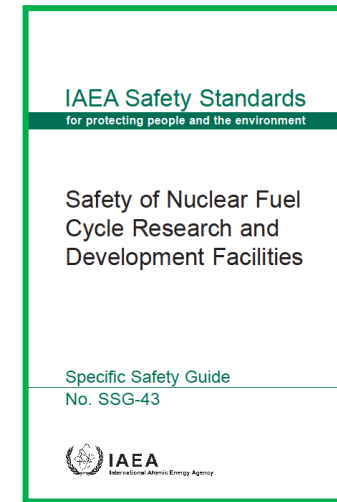 IAEA Safety Standards
for protecting people and the environment
Safety of Nuclear Fuel
Cycle Research and
Development Facilities
Specific Safety Guide
No. SSG-43
IAEA
International Atomic Energy Agency